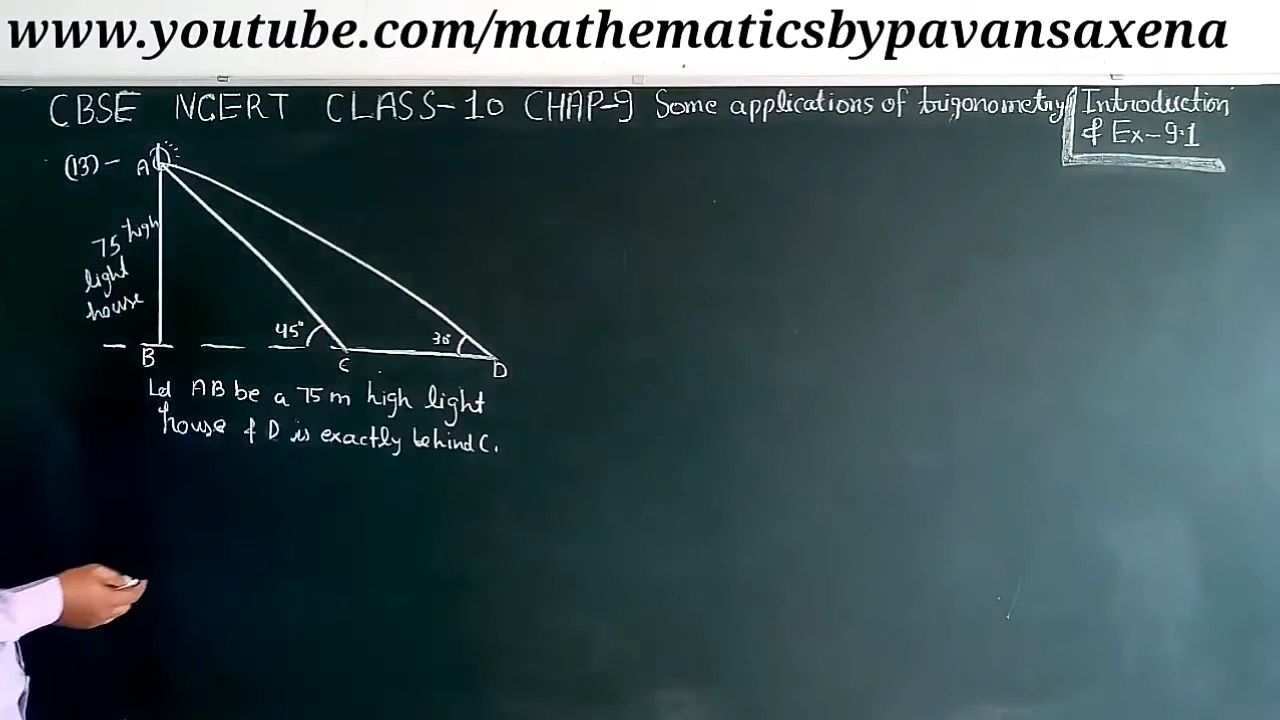 www.youtube.com/mathematicsbypavansaxena
CBSE NCERT CLASS-10 CHAP-9 Some applications of trigonometry Introduction
& Ex-9.1
(13)- A
75 high
light
house
45° 30°
B C D
Let AB be a 75 m high light
house & D is exactly behind C.